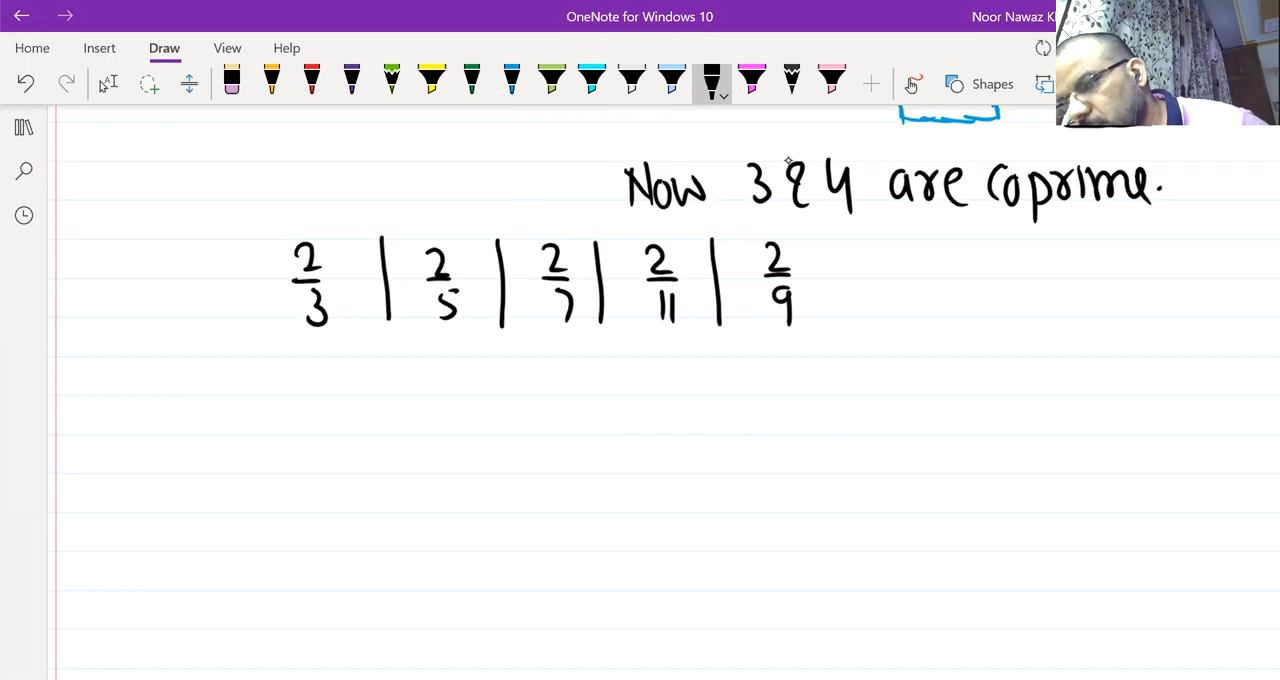 OneNote for Windows 10
Noor Nawaz K
Home Insert Draw View Help
Shapes
Now 3 & 4 are coprime.
2/3 | 2/5 | 2/7 | 2/11 | 2/9